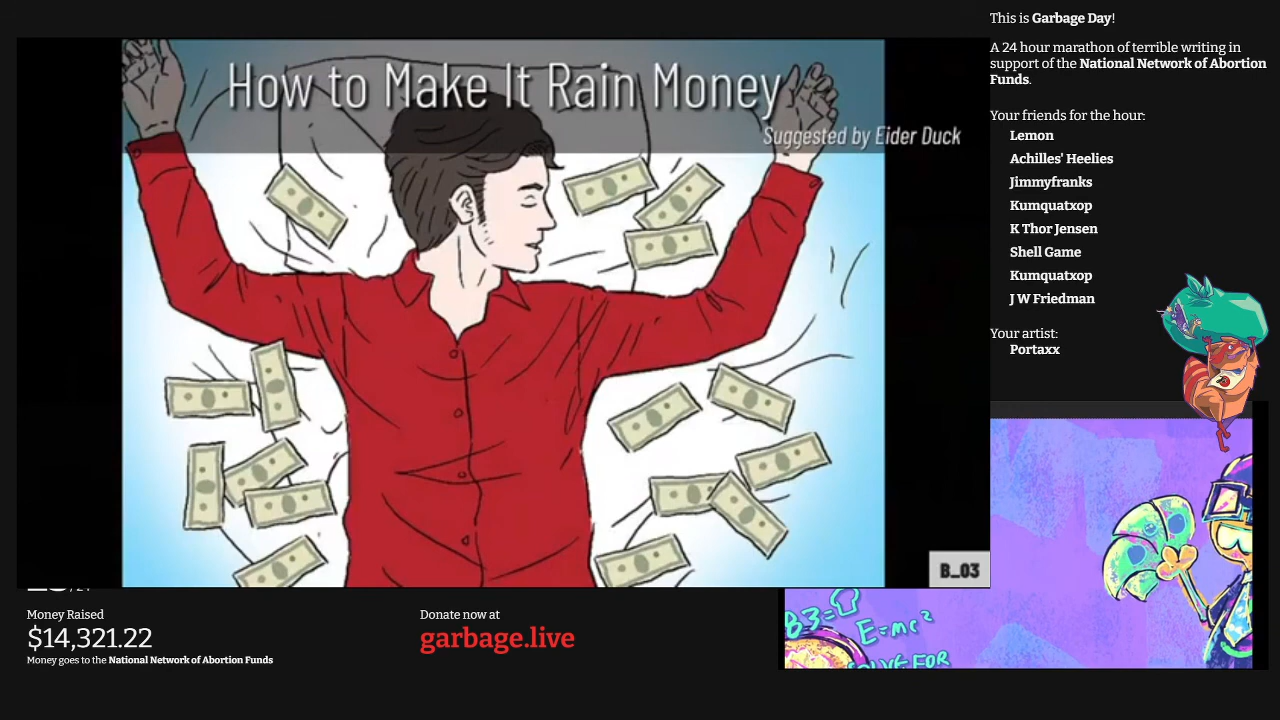 How to Make It Rain Money
Suggested by Eider Duck
B_03
This is Garbage Day!
A 24 hour marathon of terrible writing in
support of the National Network of Abortion
Funds.
Your friends for the hour:
Lemon
Achilles' Heelies
Jimmyfranks
Kumquatxop
K Thor Jensen
Shell Game
Kumquatxop
J W Friedman
Your artist:
Portaxx
Money Raised
$14,321.22
Money goes to the National Network of Abortion Funds
Donate now at
garbage.live
E=mc²
SOLVE FOR